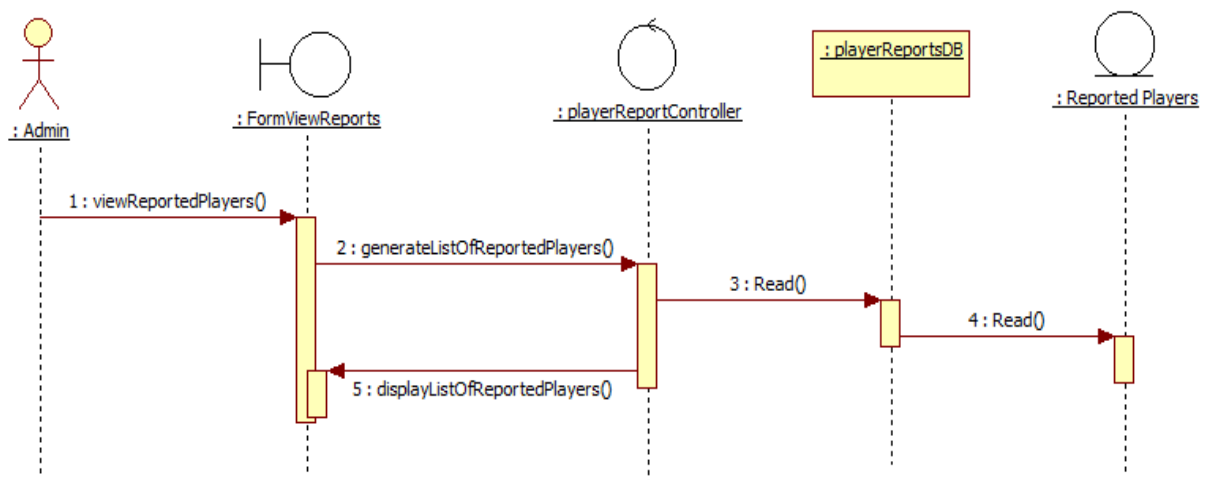 : Admin
: FormViewReports
: playerReportController
: playerReportsDB
: Reported Players
1 : viewReportedPlayers()
2 : generateListOfReportedPlayers()
3 : Read()
4 : Read()
5 : displayListOfReportedPlayers()